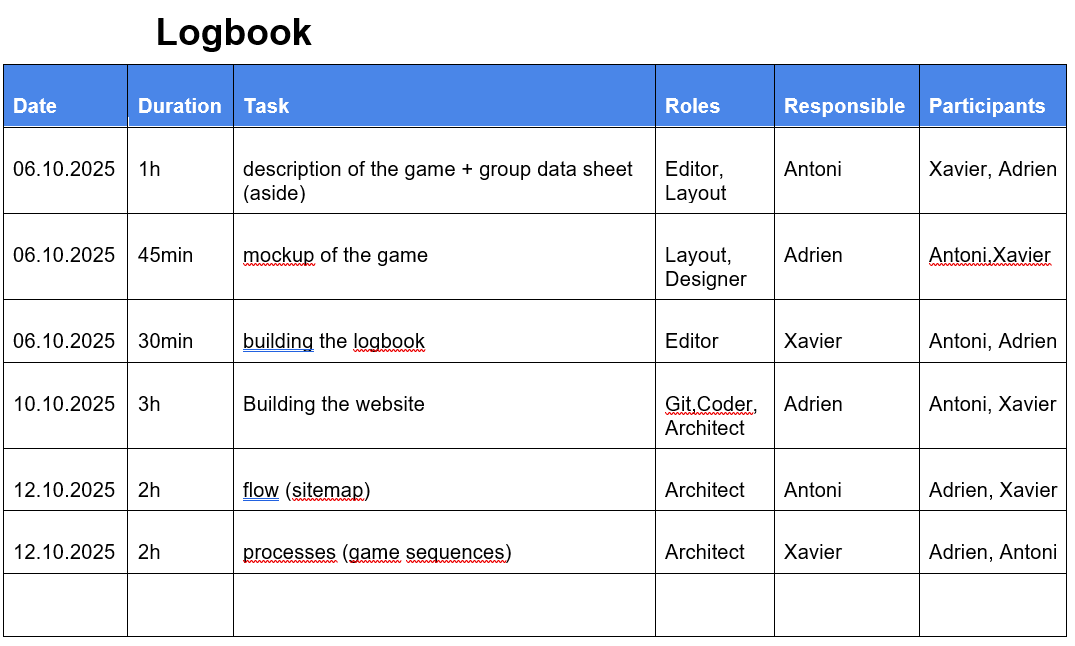 Logbook
Date Duration Task Roles Responsible Participants
06.10.2025 1h description of the game + group data sheet Editor, Antoni Xavier, Adrien
(aside) Layout
06.10.2025 45min mockup of the game Layout, Adrien Antoni,Xavier
Designer
06.10.2025 30min building the logbook Editor Xavier Antoni, Adrien
10.10.2025 3h Building the website Git,Coder, Adrien Antoni, Xavier
Architect
12.10.2025 2h flow (sitemap) Architect Antoni Adrien, Xavier
12.10.2025 2h processes (game sequences) Architect Xavier Adrien, Antoni